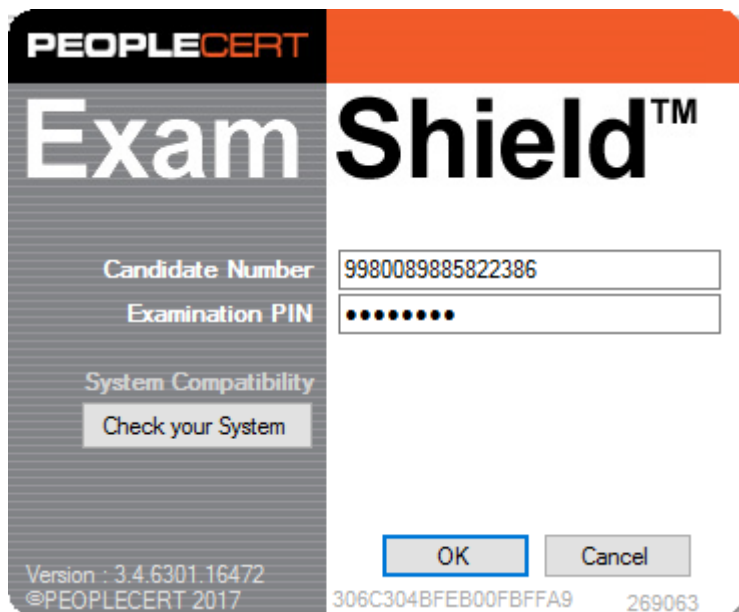 PEOPLECERT
Exam Shield™
Candidate Number 9980089885822386
Examination PIN ••••••••
System Compatibility
Check your System
OK Cancel
Version : 3.4.6301.16472
©PEOPLECERT 2017 306C304BFEB00FBFFA9 269063